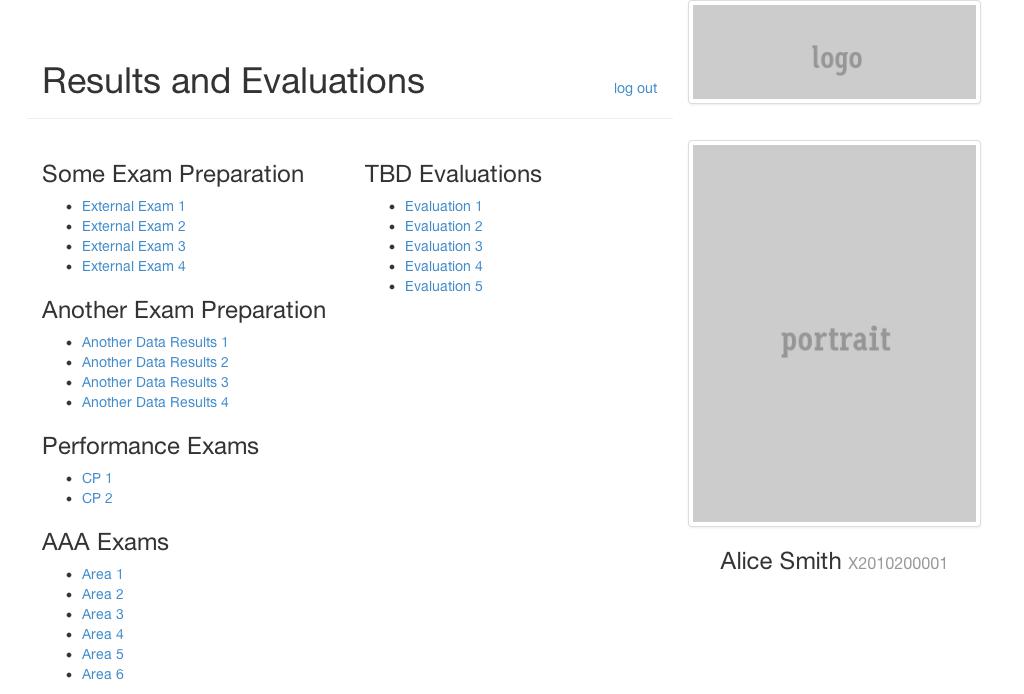 Results and Evaluations
log out
Some Exam Preparation
External Exam 1
External Exam 2
External Exam 3
External Exam 4
Another Exam Preparation
Another Data Results 1
Another Data Results 2
Another Data Results 3
Another Data Results 4
Performance Exams
CP 1
CP 2
AAA Exams
Area 1
Area 2
Area 3
Area 4
Area 5
Area 6
TBD Evaluations
Evaluation 1
Evaluation 2
Evaluation 3
Evaluation 4
Evaluation 5
logo
portrait
Alice Smith X2010200001